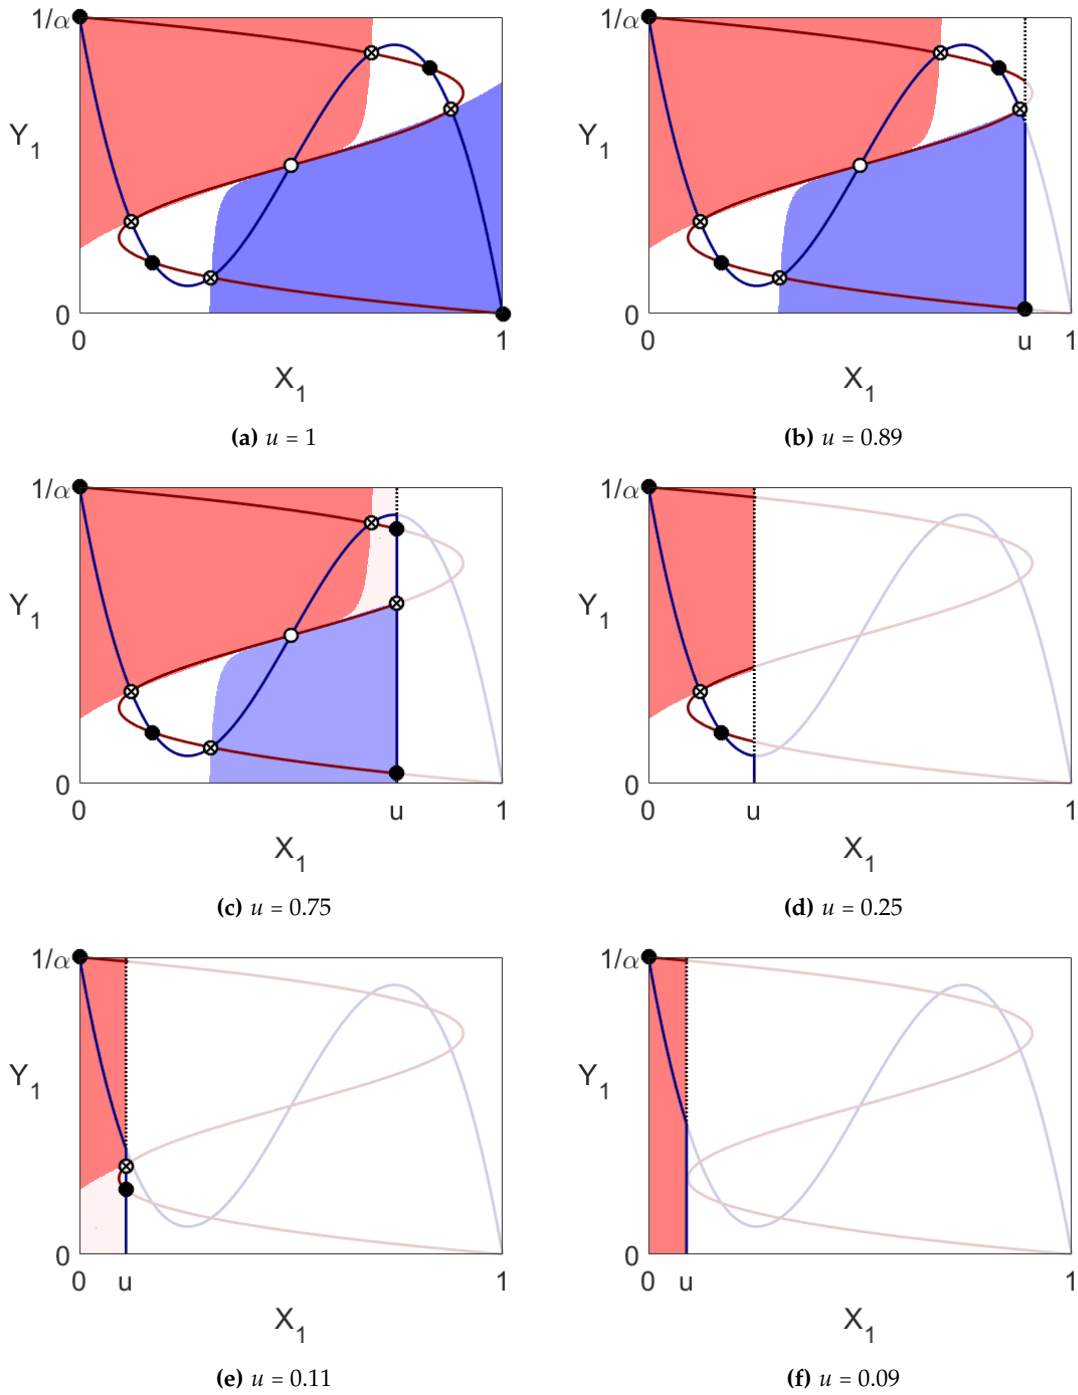 1/α
Y1
0
0
1
X1
(a) u = 1
1/α
Y1
0
0
u
1
X1
(b) u = 0.89
1/α
Y1
0
0
u
1
X1
(c) u = 0.75
1/α
Y1
0
0
u
1
X1
(d) u = 0.25
1/α
Y1
0
0
u
1
X1
(e) u = 0.11
1/α
Y1
0
0
u
1
X1
(f) u = 0.09